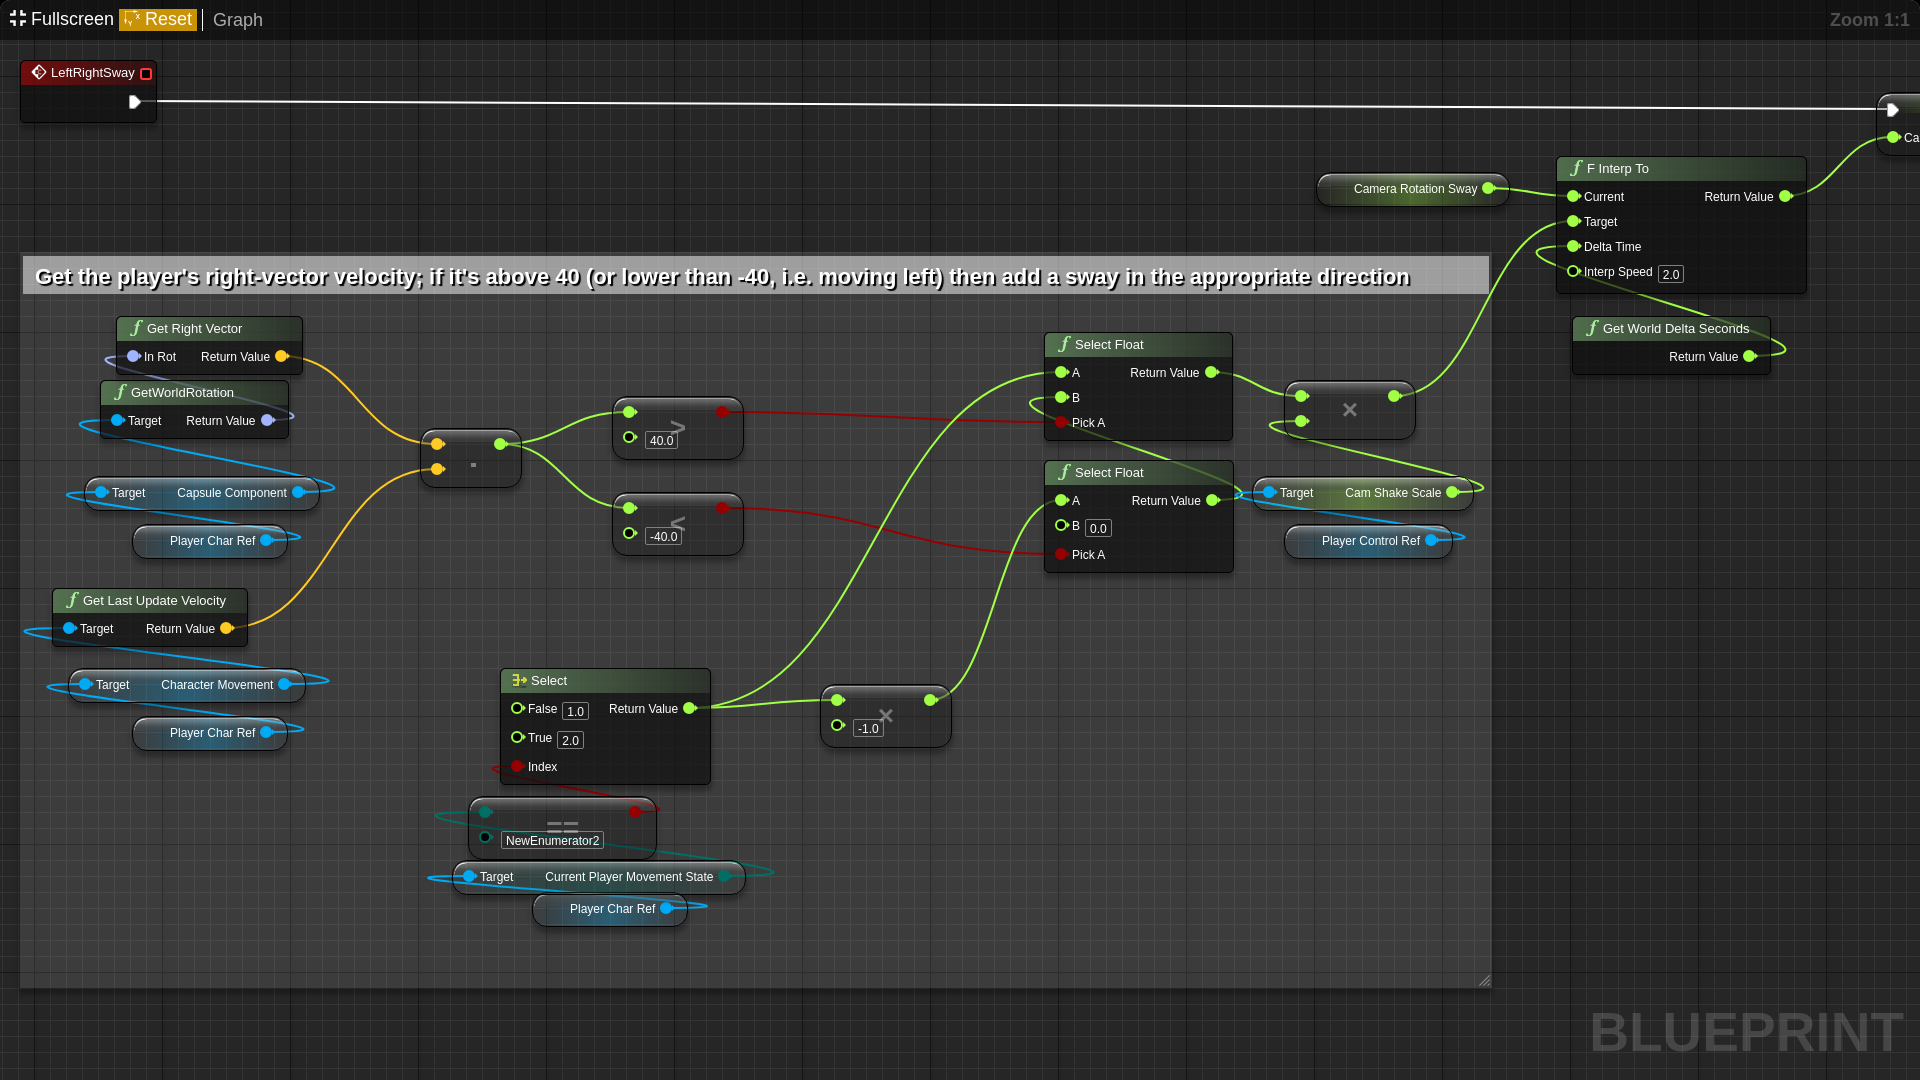 Fullscreen Reset Graph Zoom 1:1
LeftRightSway
Ca
F Interp To
Camera Rotation Sway
Current Return Value
Target
Delta Time
Interp Speed 2.0
Get the player's right-vector velocity; if it's above 40 (or lower than -40, i.e. moving left) then add a sway in the appropriate direction
Get Right Vector
In Rot Return Value
GetWorldRotation
Target Return Value
Target Capsule Component
Player Char Ref
Get Last Update Velocity
Target Return Value
Target Character Movement
Player Char Ref
.
>
40.0
<
-40.0
Select
False 1.0 Return Value
True 2.0
Index
==
NewEnumerator2
Target Current Player Movement State
Player Char Ref
×
-1.0
Select Float
A Return Value
B
Pick A
Select Float
A Return Value
B 0.0
Pick A
×
Target Cam Shake Scale
Player Control Ref
Get World Delta Seconds
Return Value
BLUEPRINT